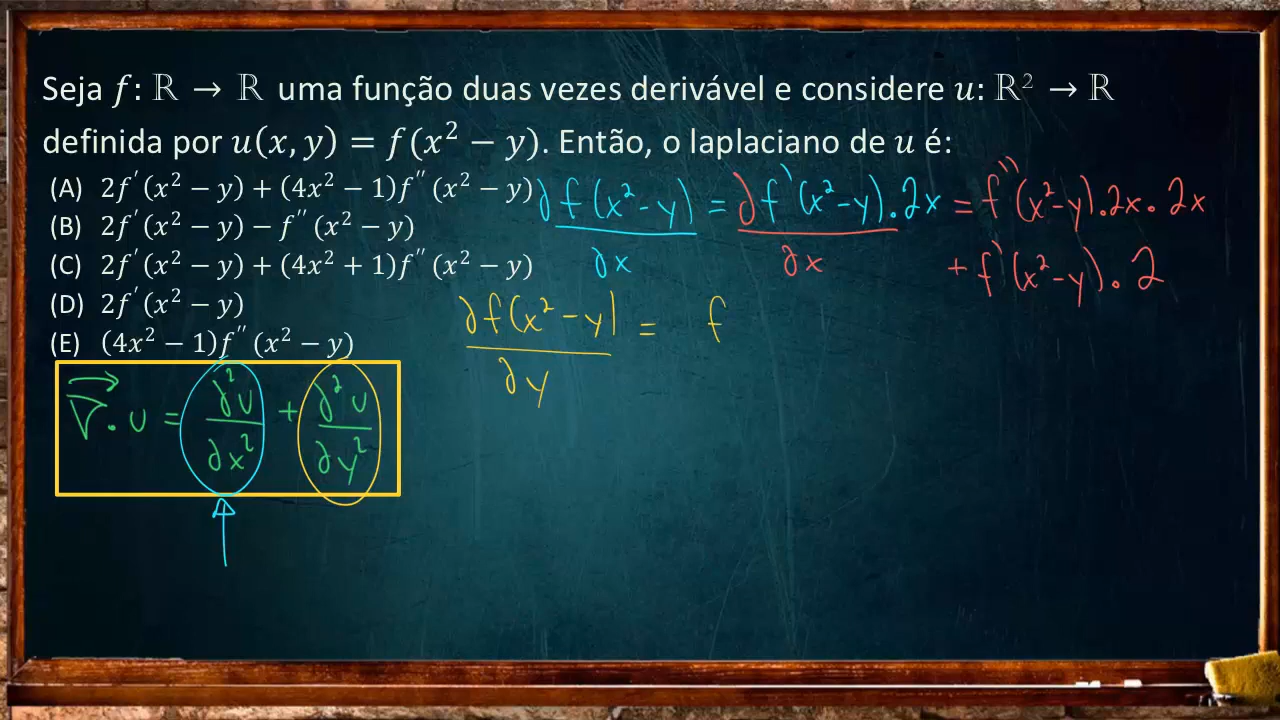 Seja f: ℝ → ℝ uma função duas vezes derivável e considere u: ℝ² → ℝ
definida por u(x, y) = f(x² − y). Então, o laplaciano de u é:
(A) 2f′(x² − y) + (4x² − 1)f″(x² − y)
(B) 2f′(x² − y) − f″(x² − y)
(C) 2f′(x² − y) + (4x² + 1)f″(x² − y)
(D) 2f′(x² − y)
(E) (4x² − 1)f″(x² − y)
∂f(x²-y)/∂x = ∂f'(x²-y).2x/∂x = f''(x²-y).2x.2x
+ f'(x²-y).2
∂f(x²-y)/∂y = f
∇⃗.u = ∂²u/∂x² + ∂²u/∂y²